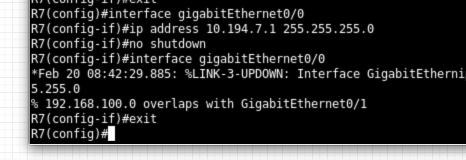 R7(config-if)#exit
R7(config)#interface gigabitEthernet0/0
R7(config-if)#ip address 10.194.7.1 255.255.255.0
R7(config-if)#no shutdown
R7(config-if)#interface gigabitEthernet0/0
*Feb 20 08:42:29.885: %LINK-3-UPDOWN: Interface GigabitEtherni
5.255.0
% 192.168.100.0 overlaps with GigabitEthernet0/1
R7(config-if)#exit
R7(config)#